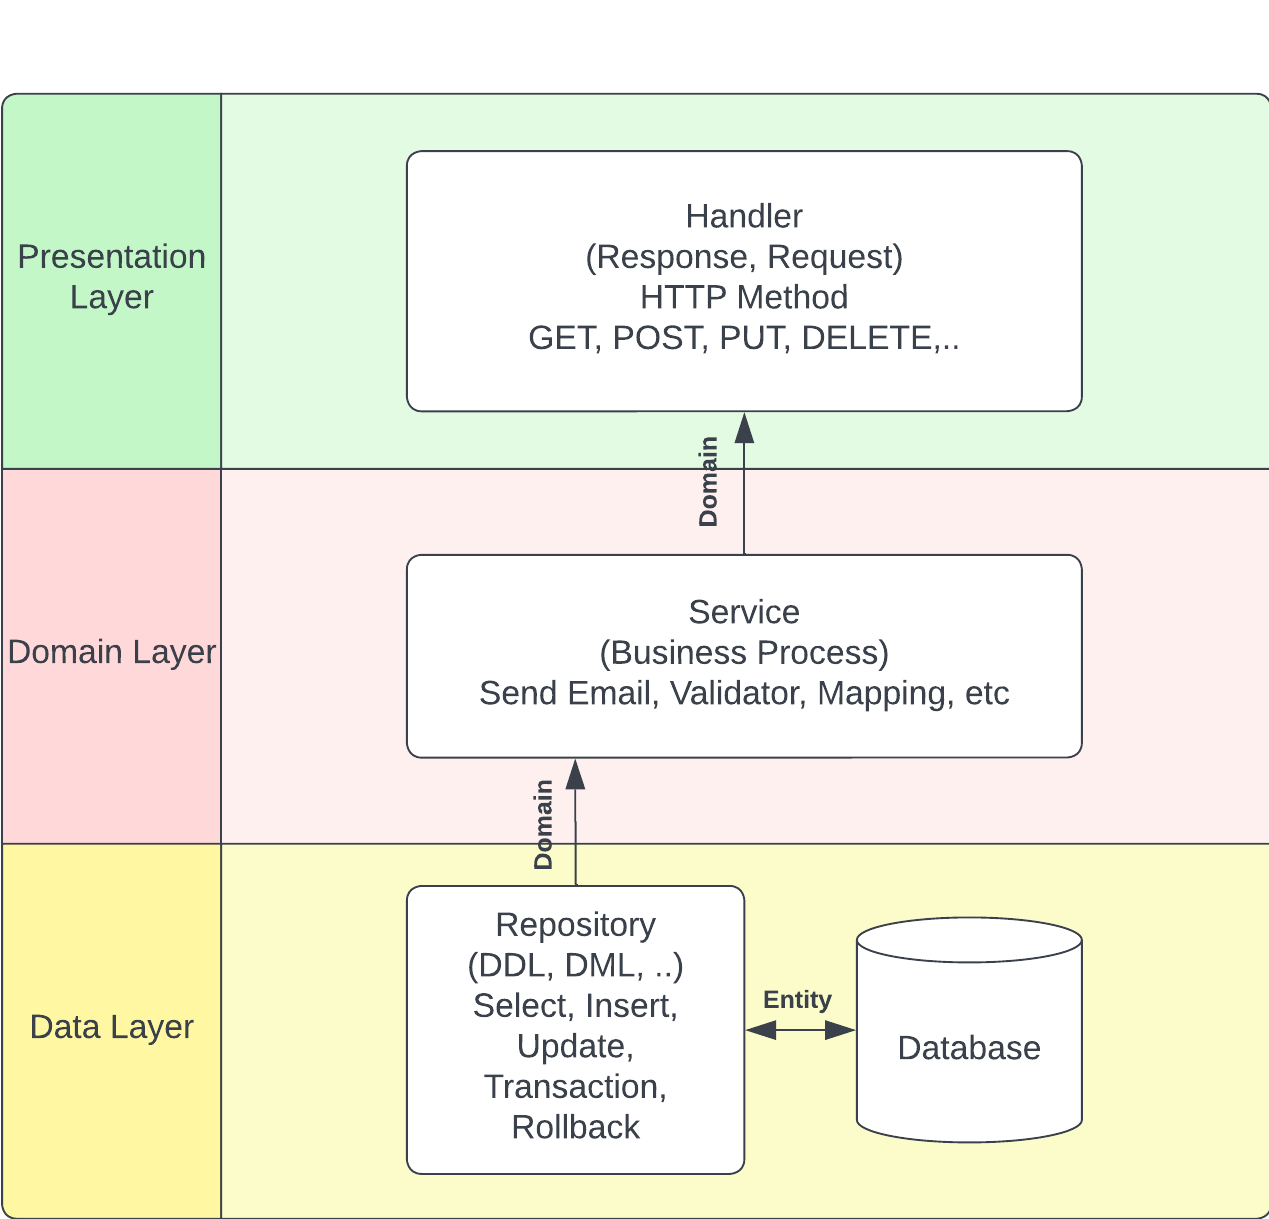 Presentation
Layer
Handler
(Response, Request)
HTTP Method
GET, POST, PUT, DELETE,..
Domain
Domain Layer
Service
(Business Process)
Send Email, Validator, Mapping, etc
Domain
Data Layer
Repository
(DDL, DML, ..)
Select, Insert,
Update,
Transaction,
Rollback
Entity
Database